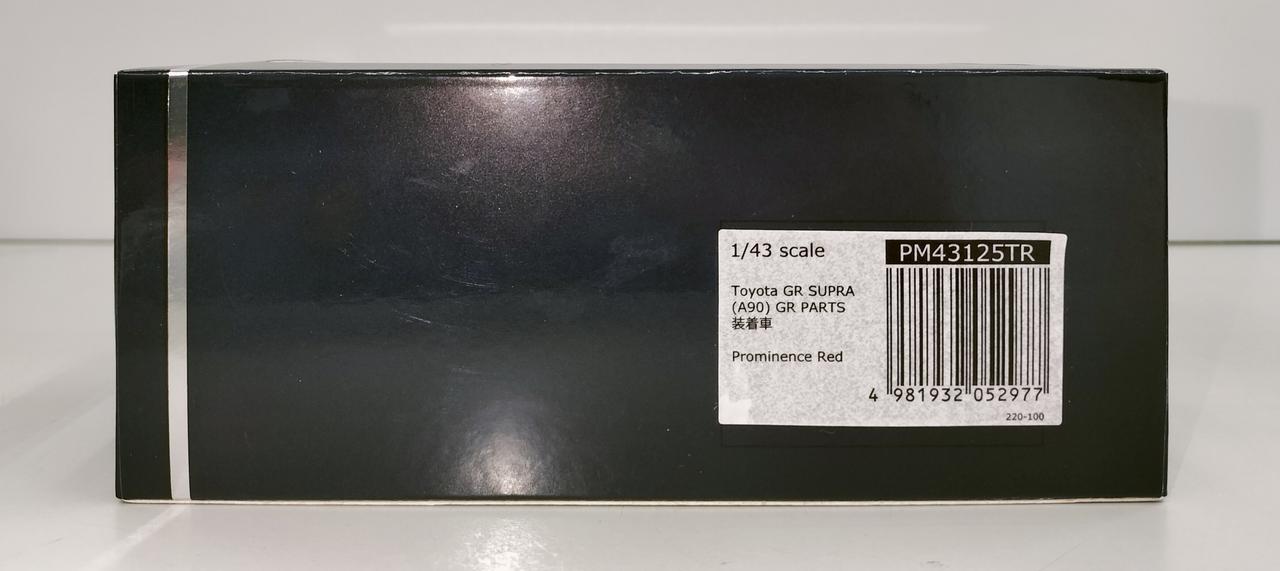 1/43 scale
PM43125TR
Toyota GR SUPRA
(A90) GR PARTS
装着車
Prominence Red
4 981932 052977
220-100